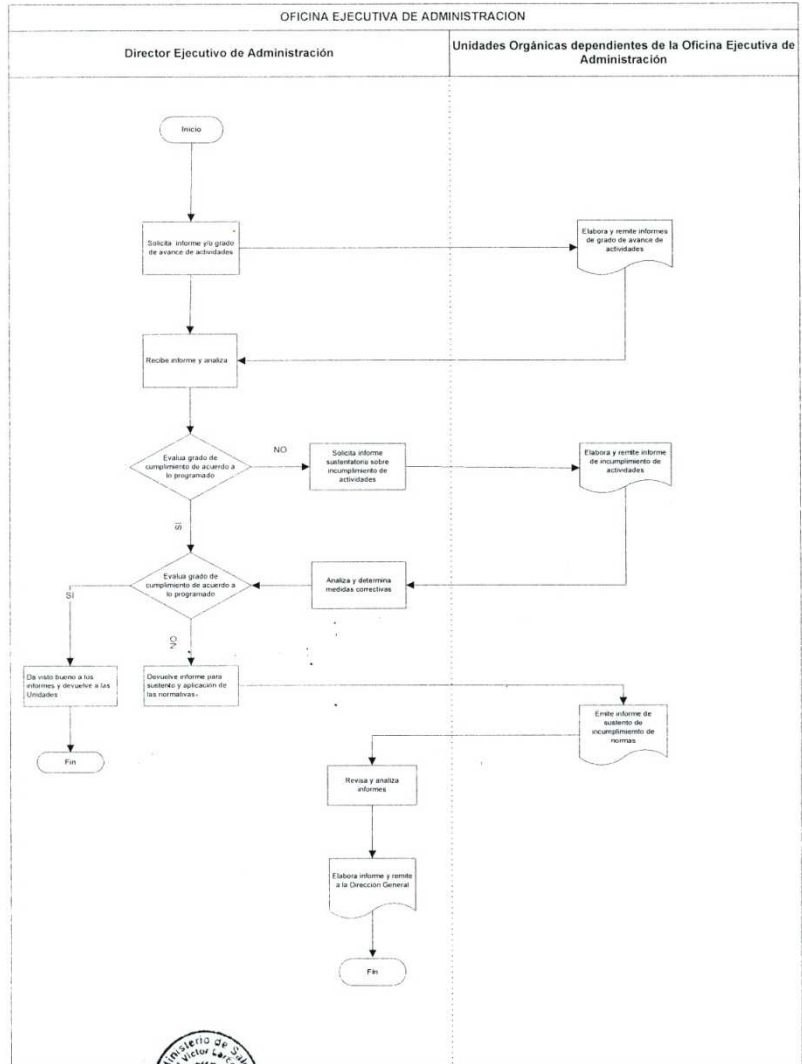 OFICINA EJECUTIVA DE ADMINISTRACION
Director Ejecutivo de Administración
Unidades Orgánicas dependientes de la Oficina Ejecutiva de
Administración
Inicio
Solicita informe y/o grado
de avance de actividades
Elabora y remite informes
de grado de avance de
actividades
Recibe informe y analiza
Evalua grado de
cumplimiento de acuerdo a
lo programado
NO
Solicita informe
sustentatorio sobre
incumplimiento de
actividades
Elabora y remite informe
de incumplimiento de
actividades
SI
Evalua grado de
cumplimiento de acuerdo a
lo programado
Analiza y determina
medidas correctivas
SI
NO
Da visto bueno a los
informes y devuelve a las
Unidades
Devuelve informe para
sustento y aplicación de
las normativas.
Emite informe de
sustento de
incumplimiento de
normas
Fin
Revisa y analiza
informes
Elabora informe y remite
a la Dirección General
Fin
Ministerio de
Victor